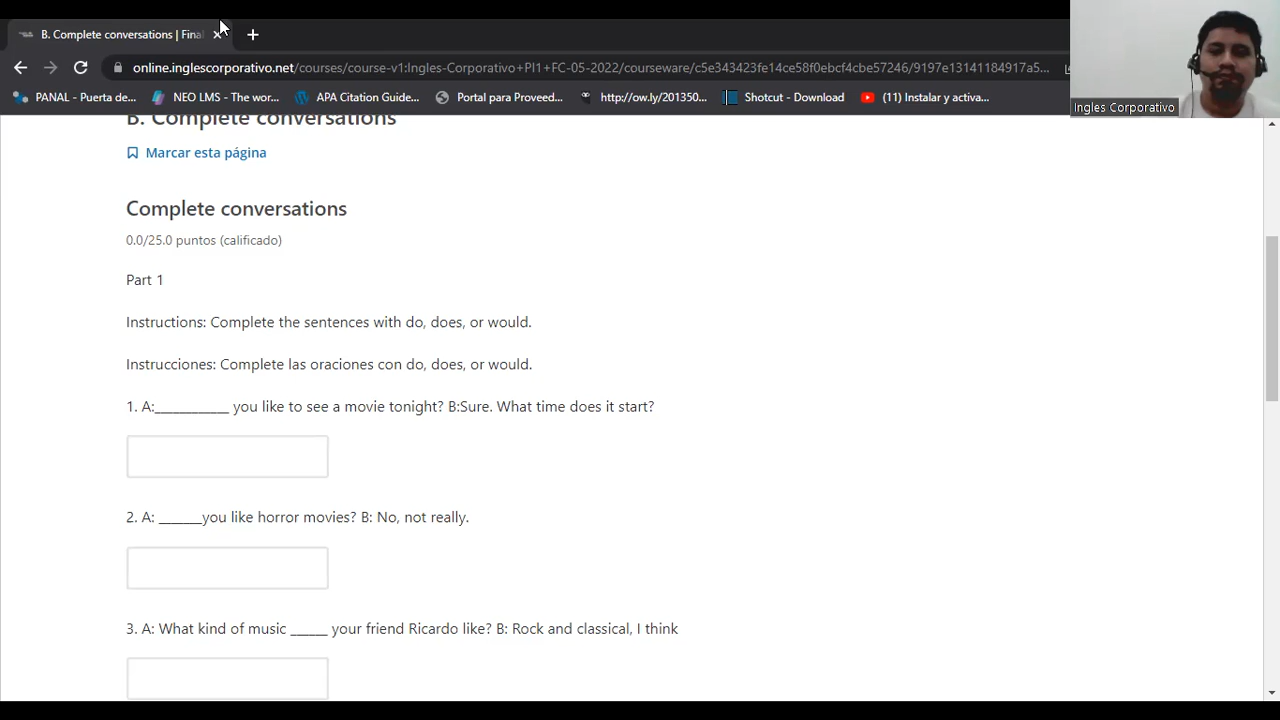 B. Complete conversations | Fina
online.inglescorporativo.net/courses/course-v1:Ingles-Corporativo+PI1+FC-05-2022/courseware/c5e343423fe14ce58f0ebcf4cbe57246/9197e13141184917a5...
PANAL - Puerta de... NEO LMS - The wor... APA Citation Guide... Portal para Proveed... http://ow.ly/201350... Shotcut - Download (11) Instalar y activa...
Ingles Corporativo
B. Complete conversations
Marcar esta página
Complete conversations
0.0/25.0 puntos (calificado)
Part 1
Instructions: Complete the sentences with do, does, or would.
Instrucciones: Complete las oraciones con do, does, or would.
1. A:____________ you like to see a movie tonight? B:Sure. What time does it start?
2. A: _______you like horror movies? B: No, not really.
3. A: What kind of music ______ your friend Ricardo like? B: Rock and classical, I think